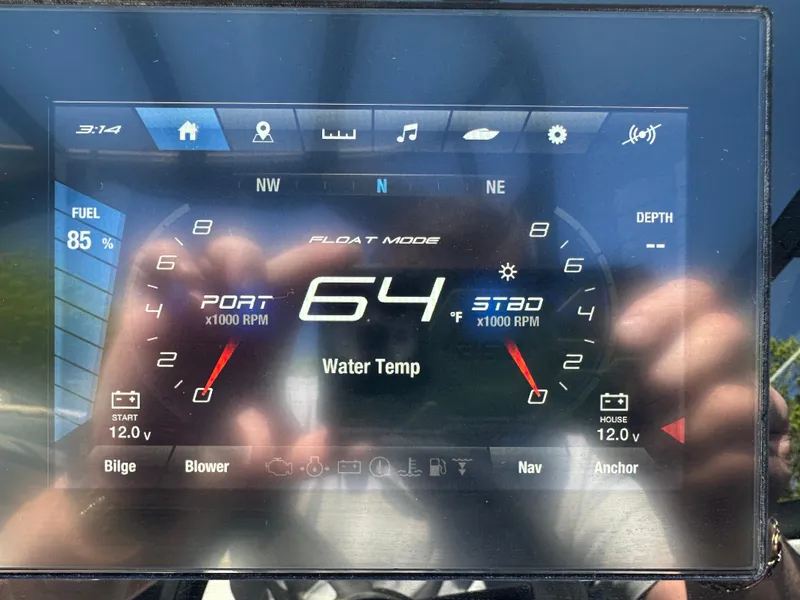 3:14
NW N NE
FUEL
85 %
DEPTH
--
FLOAT MODE
8 8
6 6
4 4
2 2
0 0
PORT
x1000 RPM
64 °F
STBD
x1000 RPM
Water Temp
START
12.0 V
HOUSE
12.0 V
Bilge Blower Nav Anchor